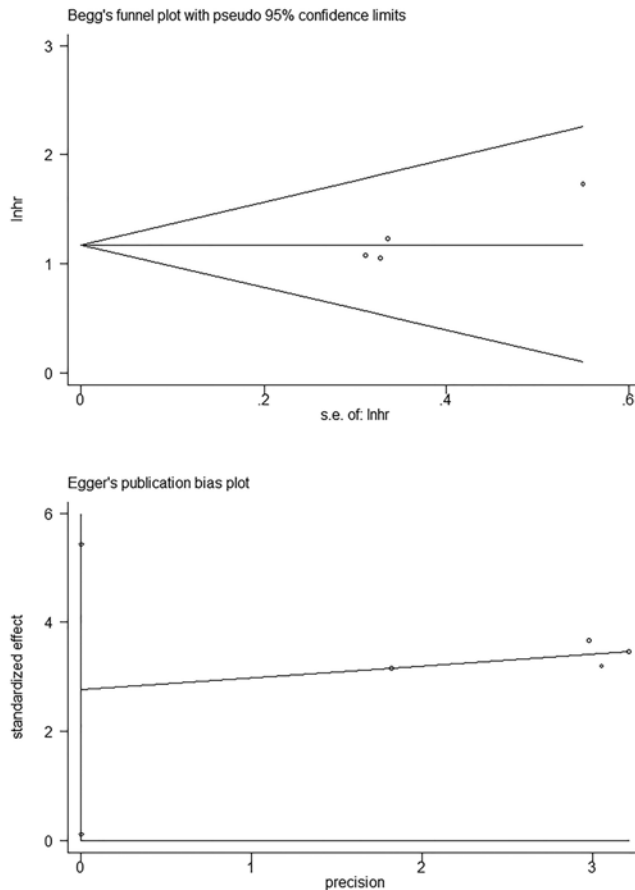 Begg's funnel plot with pseudo 95% confidence limits
3
2
1
0
lnhr
0
.2
.4
.6
s.e. of: lnhr
Egger's publication bias plot
6
4
2
0
standardized effect
0
1
2
3
precision